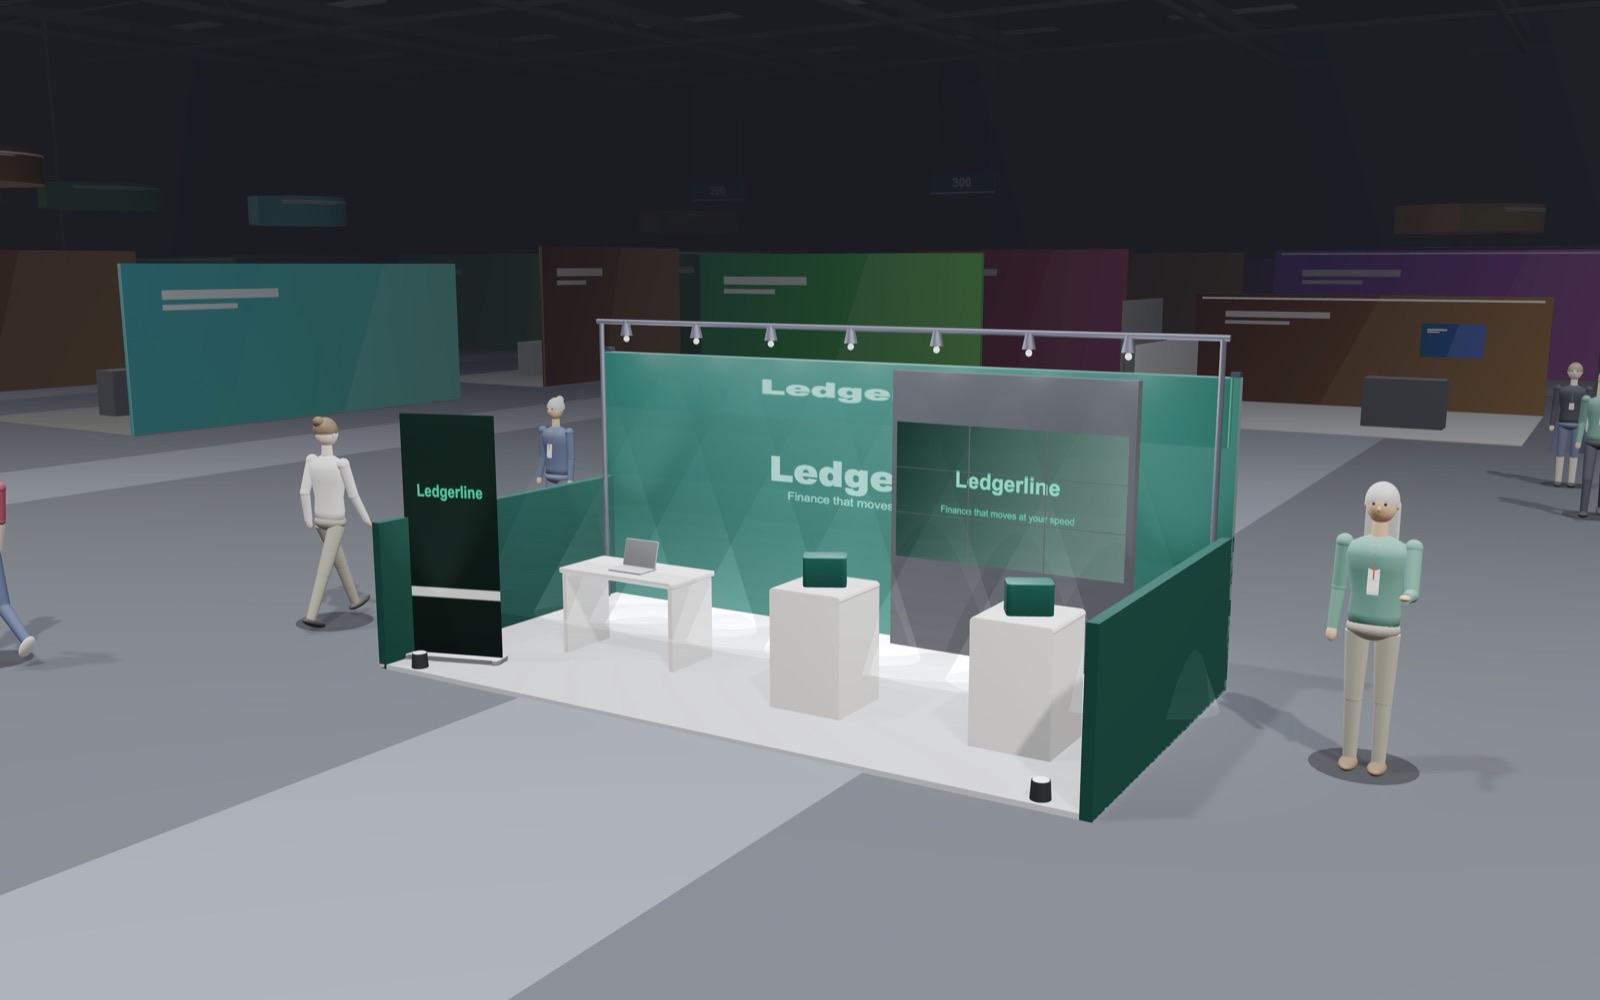 300
Ledge
Ledge
Finance that moves
Ledgerline
Finance that moves at your speed
Ledgerline